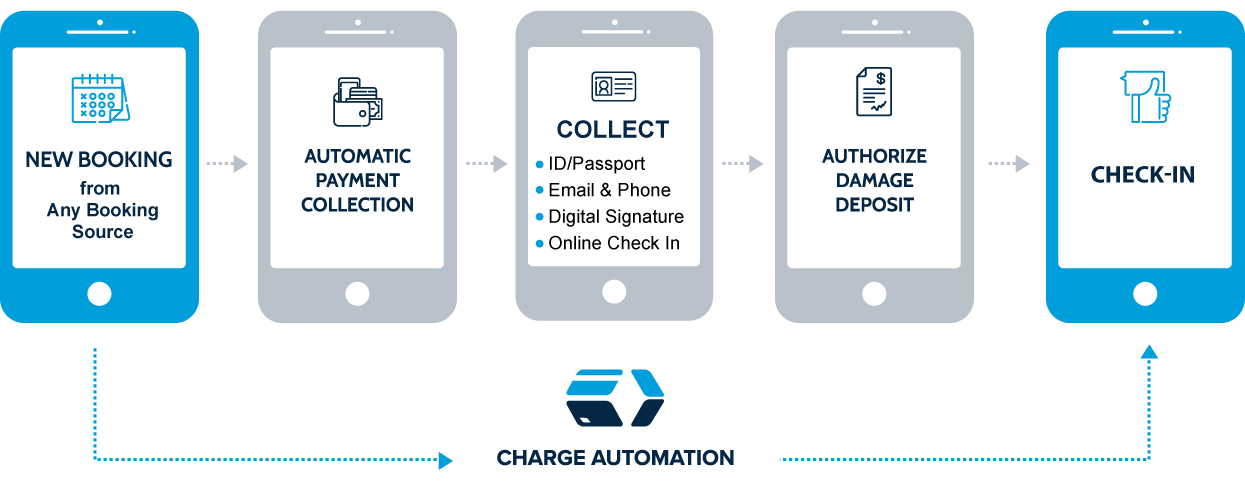 NEW BOOKING
from
Any Booking
Source
AUTOMATIC
PAYMENT
COLLECTION
COLLECT
ID/Passport
Email & Phone
Digital Signature
Online Check In
$
AUTHORIZE
DAMAGE
DEPOSIT
CHECK-IN
CHARGE AUTOMATION